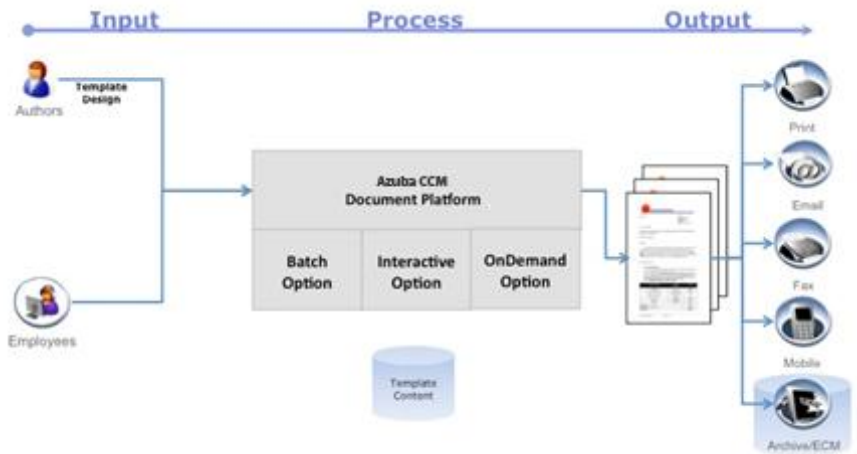 Input
Process
Output
Template
Design
Authors
Employees
Azuba CCM
Document Platform
Batch
Option
Interactive
Option
OnDemand
Option
Template
Content
Print
Email
Fax
Mobile
Archive/ECM